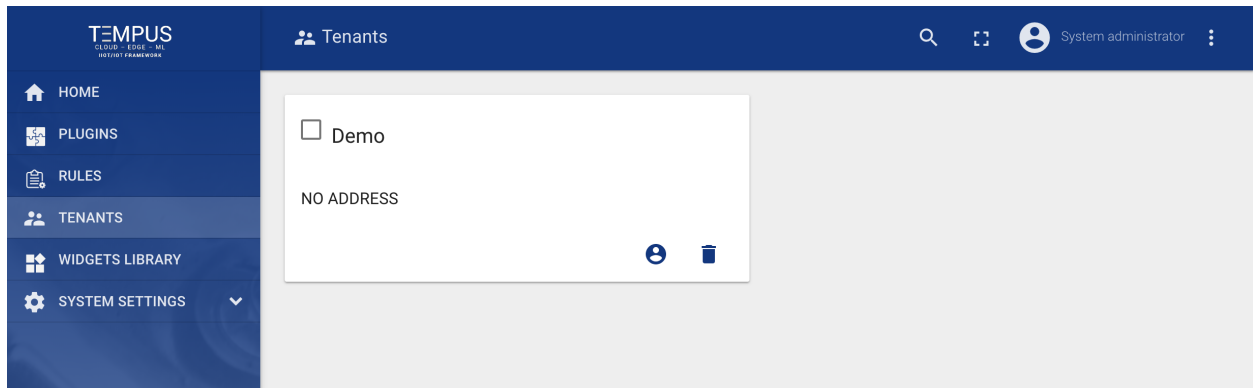 TEMPUS
CLOUD - EDGE - ML
IIOT/IOT FRAMEWORK
Tenants
System administrator
HOME
PLUGINS
RULES
TENANTS
WIDGETS LIBRARY
SYSTEM SETTINGS
Demo
NO ADDRESS